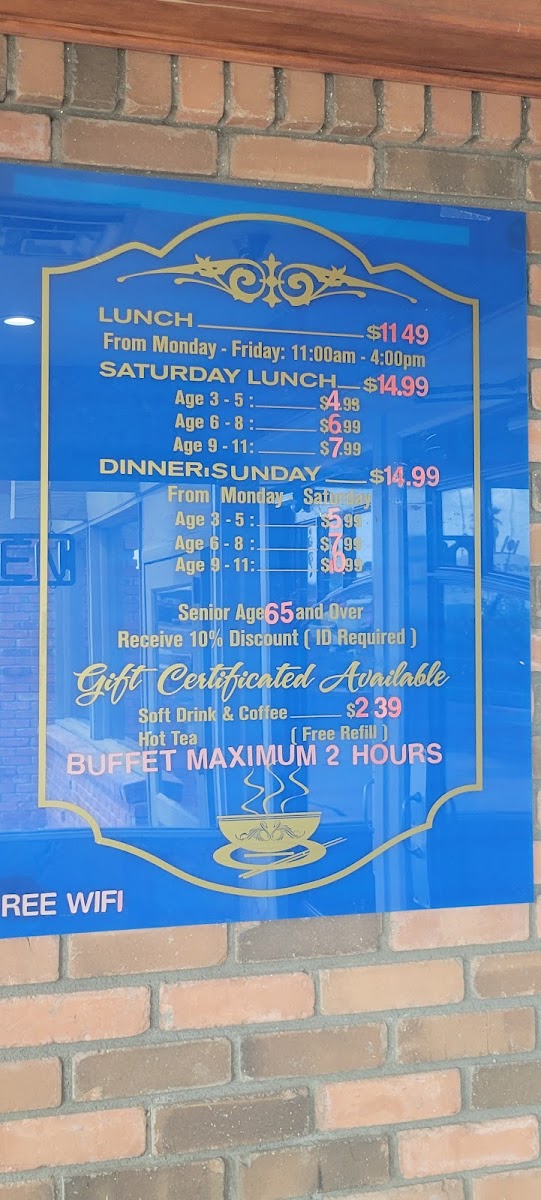 LUNCH $11 49
From Monday - Friday: 11:00am - 4:00pm
SATURDAY LUNCH $14.99
Age 3 - 5 : $4.99
Age 6 - 8 : $6.99
Age 9 - 11: $7.99
DINNER:SUNDAY $14.99
From Monday - Saturday
Age 3 - 5 : $5.99
Age 6 - 8 : $7.99
Age 9 - 11:
Senior Age 65 and Over
Receive 10% Discount ( ID Required )
Gift Certificated Available
Soft Drink & Coffee $2 39
Hot Tea ( Free Refill )
BUFFET MAXIMUM 2 HOURS
REE WIFI
EN